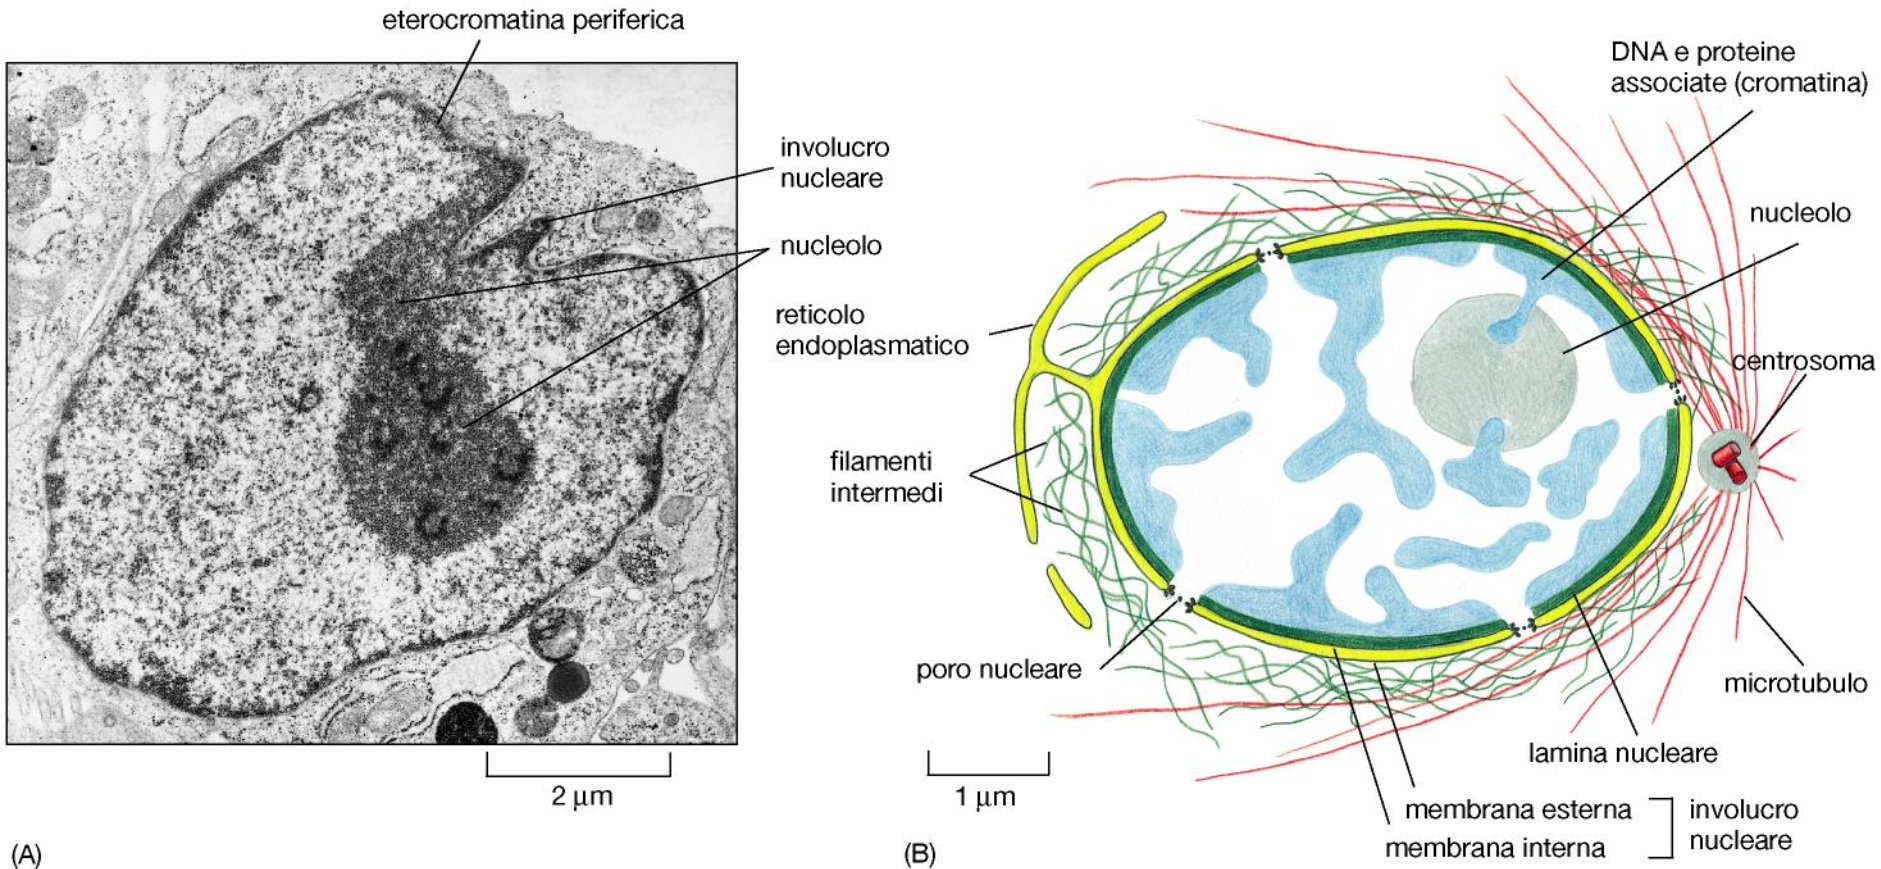 eterocromatina periferica
involucro
nucleare
nucleolo
2 µm
(A)
DNA e proteine
associate (cromatina)
nucleolo
reticolo
endoplasmatico
centrosoma
filamenti
intermedi
poro nucleare
microtubulo
lamina nucleare
1 µm
membrana esterna
membrana interna
involucro
nucleare
(B)